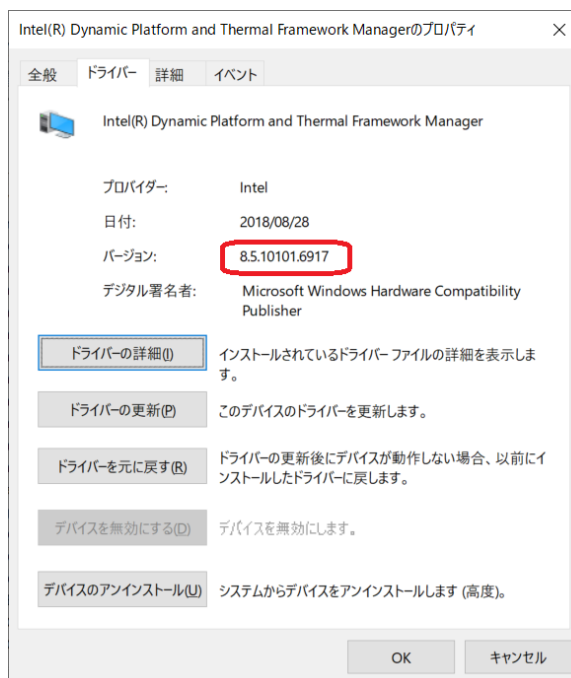 Intel(R) Dynamic Platform and Thermal Framework Managerのプロパティ
全般 ドライバー 詳細 イベント
Intel(R) Dynamic Platform and Thermal Framework Manager
プロバイダー: Intel
日付: 2018/08/28
バージョン: 8.5.10101.6917
デジタル署名者: Microsoft Windows Hardware Compatibility
Publisher
ドライバーの詳細(I) インストールされているドライバー ファイルの詳細を表示しま
す。
ドライバーの更新(P) このデバイスのドライバーを更新します。
ドライバーを元に戻す(R) ドライバーの更新後にデバイスが動作しない場合、以前にイ
ンストールしたドライバーに戻します。
デバイスを無効にする(D) デバイスを無効にします。
デバイスのアンインストール(U) システムからデバイスをアンインストールします (高度)。
OK キャンセル